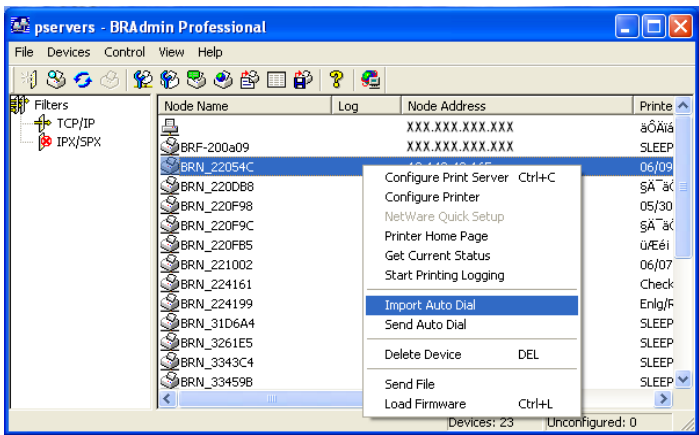 pservers - BRAdmin Professional
File Devices Control View Help
Filters
TCP/IP
IPX/SPX
Node Name Log Node Address Printe
XXX.XXX.XXX.XXX äÔÄïá
BRF-200a09 XXX.XXX.XXX.XXX SLEEP
BRN_22054C 06/09
BRN_220DB8
BRN_220F98 05/30
BRN_220F9C
BRN_220FB5 üÆéi
BRN_221002 06/07
BRN_224161 Check
BRN_224199 Enlg/R
BRN_31D6A4 SLEEP
BRN_3261E5 SLEEP
BRN_3343C4 SLEEP
BRN_33459B SLEEP
Configure Print Server Ctrl+C
Configure Printer
NetWare Quick Setup
Printer Home Page
Get Current Status
Start Printing Logging
Import Auto Dial
Send Auto Dial
Delete Device DEL
Send File
Load Firmware Ctrl+L
Devices: 23 Unconfigured: 0